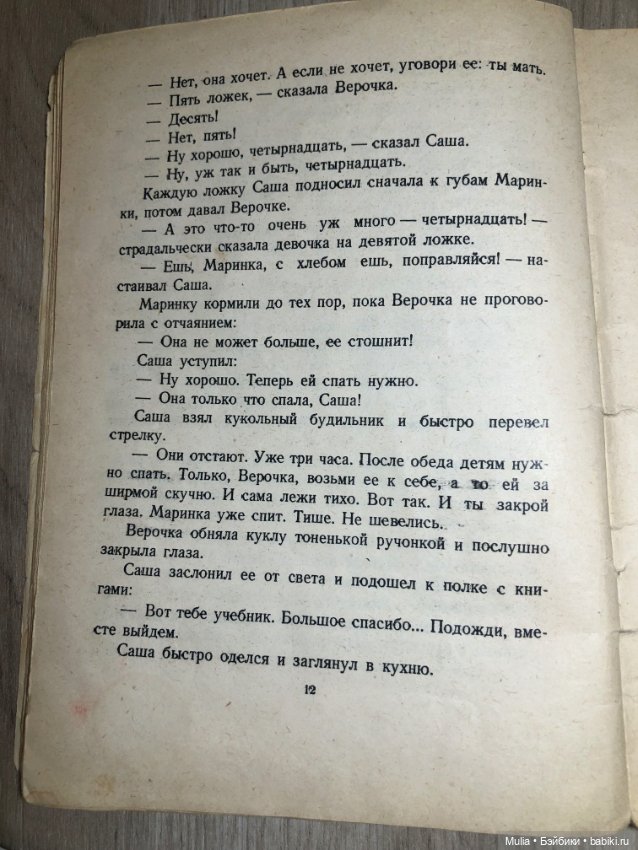 — Нет, она хочет. А если не хочет, уговори ее: ты мать.
— Пять ложек, — сказала Верочка.
— Десять!
— Нет, пять!
— Ну хорошо, четырнадцать, — сказал Саша.
— Ну, уж так и быть, четырнадцать.
Каждую ложку Саша подносил сначала к губам Марин-
ки, потом давал Верочке.
— А это что-то очень уж много — четырнадцать! —
страдальчески сказала девочка на девятой ложке.
— Ешь, Маринка, с хлебом ешь, поправляйся! — на-
стаивал Саша.
Маринку кормили до тех пор, пока Верочка не прогово-
рила с отчаянием:
— Она не может больше, ее стошнит!
Саша уступил:
— Ну хорошо. Теперь ей спать нужно.
— Она только что спала, Саша!
Саша взял кукольный будильник и быстро перевел
стрелку.
— Они отстают. Уже три часа. После обеда детям нуж-
но спать. Только, Верочка, возьми ее к себе, а то ей за
ширмой скучно. И сама лежи тихо. Вот так. И ты закрой
глаза. Маринка уже спит. Тише. Не шевелись.
Верочка обняла куклу тоненькой ручонкой и послушно
закрыла глаза.
Саша заслонил ее от света и подошел к полке с кни-
гами:
— Вот тебе учебник. Большое спасибо... Подожди, вме-
сте выйдем.
Саша быстро оделся и заглянул в кухню.
12
Mulia • Бэйбики • babiki.ru